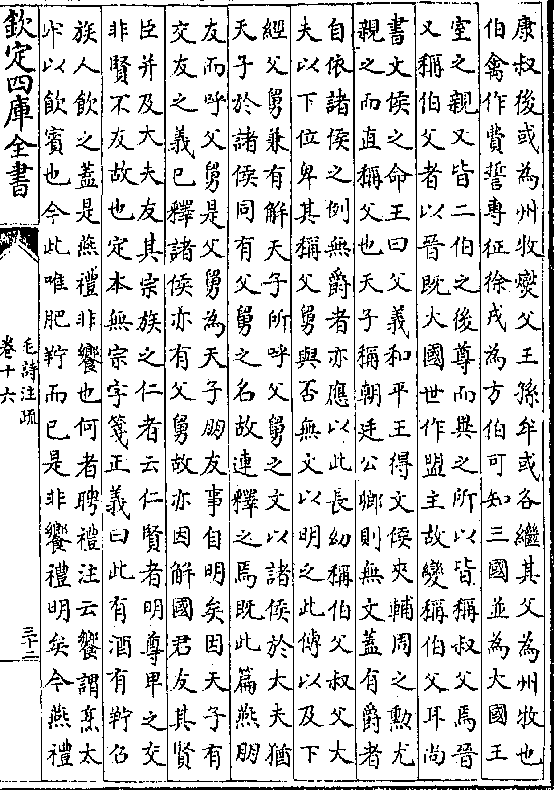 康叔後或為州牧燮父王孫牟或各繼其父為州牧也
伯禽作費誓專征徐戎為方伯可知三國並為大國王
室之親又皆二伯之後尊而異之所以皆稱叔父焉晉
又稱伯父者以晉既大國世作盟主故變稱伯父耳尚
書文侯之命王曰父義和平王得文侯夾輔周之勲尤
親之而直稱父也天子稱朝廷公卿則無文蓋有爵者
自依諸侯之例無爵者亦應以此長幼稱伯父叔父大
夫以下位卑其稱父舅與否無文以明之此傳以及下
經父舅兼有解天子所呼父舅之文以諸侯於大夫猶
天子於諸侯同有父舅之名故連釋之焉既此篇燕朋
友而呼父舅是父舅為天子朋友事自明矣因天子有
交友之義已釋諸侯亦有父舅故亦因解國君友其賢
臣并及大夫友其宗族之仁者云仁賢者明尊卑之交
非賢不友故也定本無宗字箋正義曰此有酒有羜召
族人飲之蓋是燕禮非饗也何者聘禮注云饗謂烹太
牢以飲賓也今此唯肥羜而已是非饗禮明矣今燕禮
欽定四庫全書
毛詩注疏
卷十六
三十二